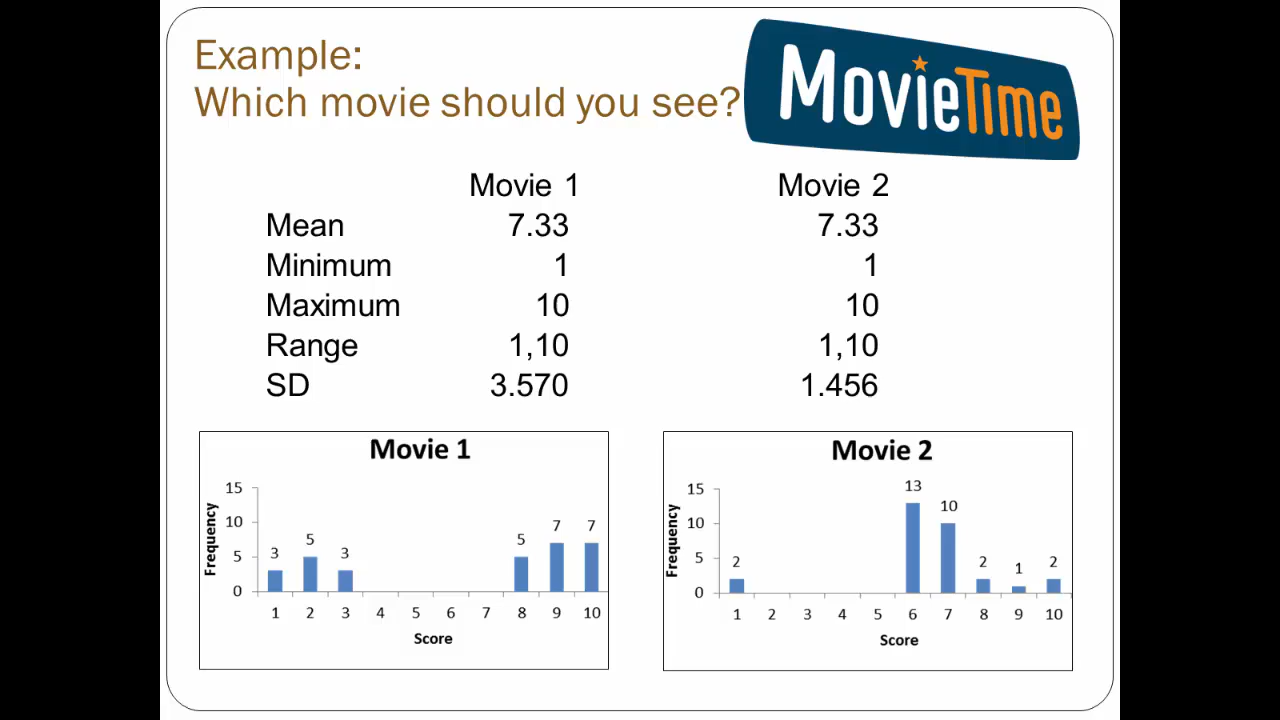 Example:
Which movie should you see?
MovieTime
Movie 1 Movie 2
Mean 7.33 7.33
Minimum 1 1
Maximum 10 10
Range 1,10 1,10
SD 3.570 1.456
Movie 1
Frequency
15
10
5
0
3 5 3 5 7 7
1 2 3 4 5 6 7 8 9 10
Score
Movie 2
Frequency
15
10
5
0
2 13 10 2 1 2
1 2 3 4 5 6 7 8 9 10
Score